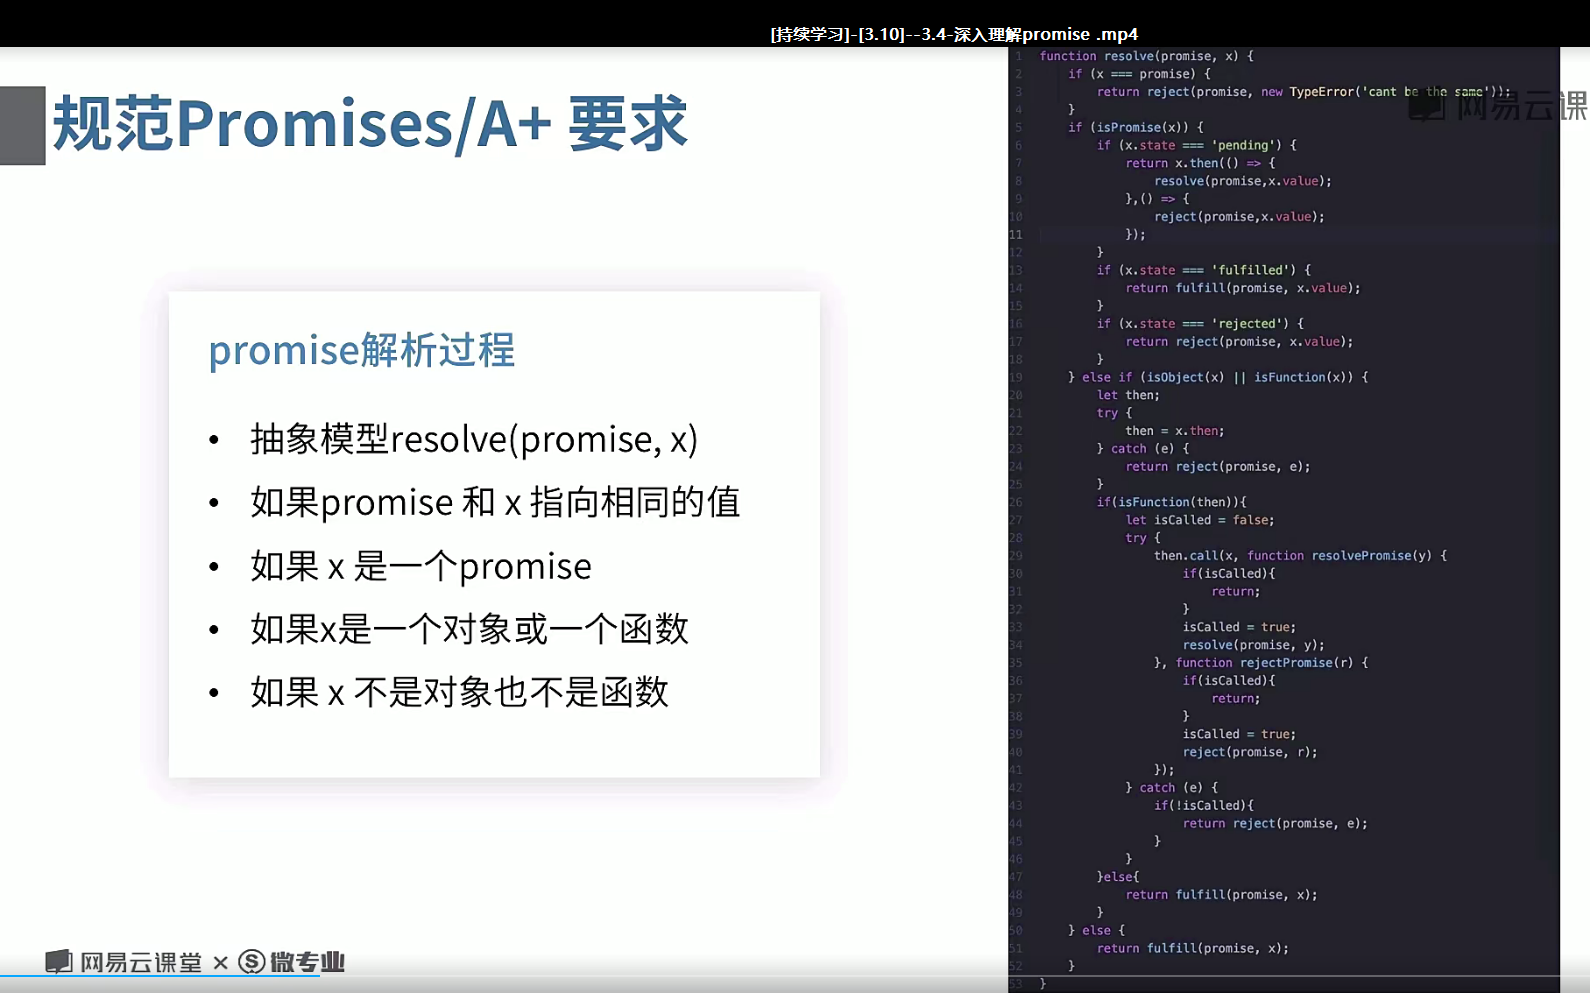 [持续学习]-[3.10]--3.4-深入理解promise .mp4
规范Promises/A+ 要求
promise解析过程
• 抽象模型resolve(promise, x)
• 如果promise 和 x 指向相同的值
• 如果 x 是一个promise
• 如果x是一个对象或一个函数
• 如果 x 不是对象也不是函数
网易云课堂 × S 微专业
网易云课
1 function resolve(promise, x) {
2 if (x === promise) {
3 return reject(promise, new TypeError('cant be the same'));
4 }
5 if (isPromise(x)) {
6 if (x.state === 'pending') {
7 return x.then(() => {
8 resolve(promise,x.value);
9 },() => {
10 reject(promise,x.value);
11 });
12 }
13 if (x.state === 'fulfilled') {
14 return fulfill(promise, x.value);
15 }
16 if (x.state === 'rejected') {
17 return reject(promise, x.value);
18 }
19 } else if (isObject(x) || isFunction(x)) {
20 let then;
21 try {
22 then = x.then;
23 } catch (e) {
24 return reject(promise, e);
25 }
26 if(isFunction(then)){
27 let isCalled = false;
28 try {
29 then.call(x, function resolvePromise(y) {
30 if(isCalled){
31 return;
32 }
33 isCalled = true;
34 resolve(promise, y);
35 }, function rejectPromise(r) {
36 if(isCalled){
37 return;
38 }
39 isCalled = true;
40 reject(promise, r);
41 });
42 } catch (e) {
43 if(!isCalled){
44 return reject(promise, e);
45 }
46 }
47 }else{
48 return fulfill(promise, x);
49 }
50 } else {
51 return fulfill(promise, x);
52 }
53 }